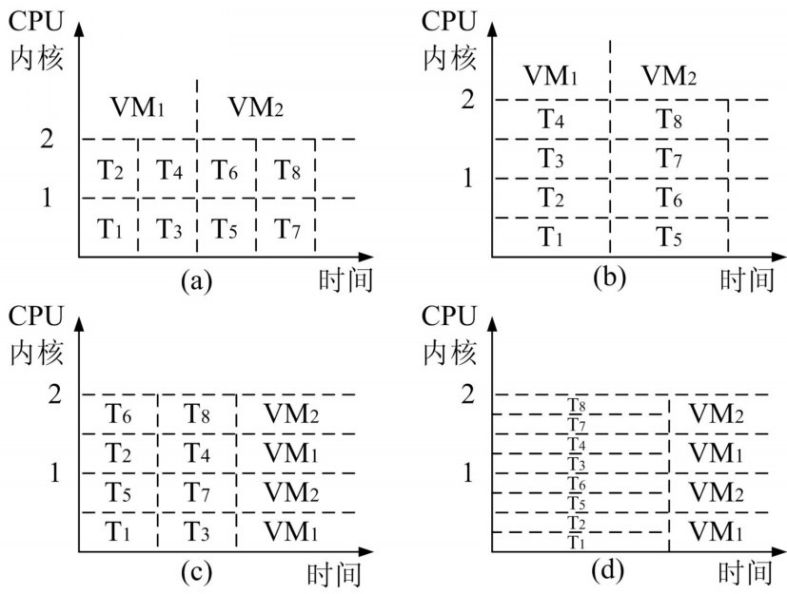 CPU
内核
VM1 VM2
2
T2 T4 T6 T8
1
T1 T3 T5 T7
(a) 时间
CPU
内核
VM1 VM2
2
T4 T8
T3 T7
1
T2 T6
T1 T5
(b) 时间
CPU
内核
2
T6 T8 VM2
T2 T4 VM1
1
T5 T7 VM2
T1 T3 VM1
(c) 时间
CPU
内核
2
T8
VM2
T7
T4
VM1
T3
1
T6
VM2
T5
T2
VM1
T1
(d) 时间